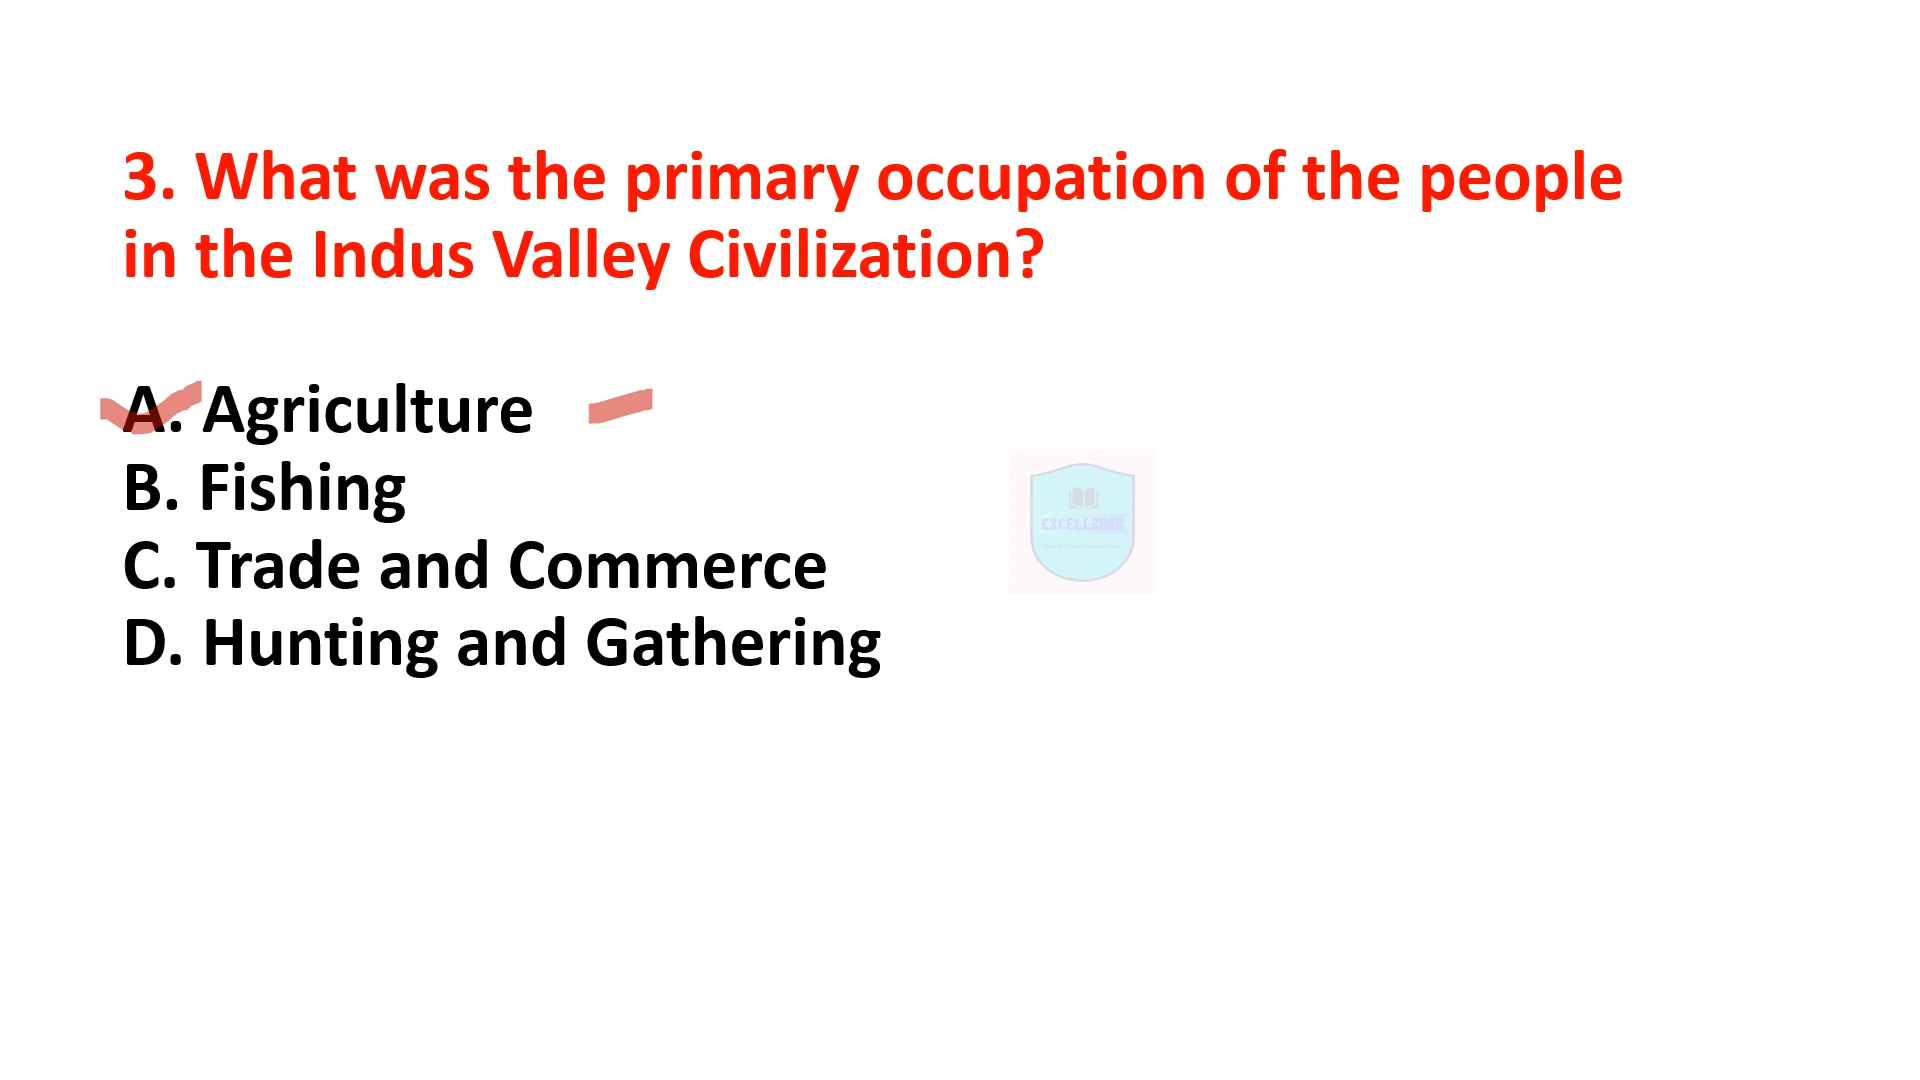 3. What was the primary occupation of the people
in the Indus Valley Civilization?
A. Agriculture
B. Fishing
C. Trade and Commerce
D. Hunting and Gathering
EXCELLEDGE